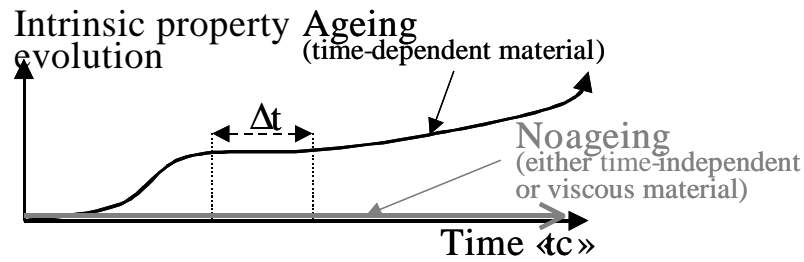 Intrinsic property
evolution
Ageing
(time-dependent material)
Δt
Noageing
(either time-independent
or viscous material)
Time «tc»